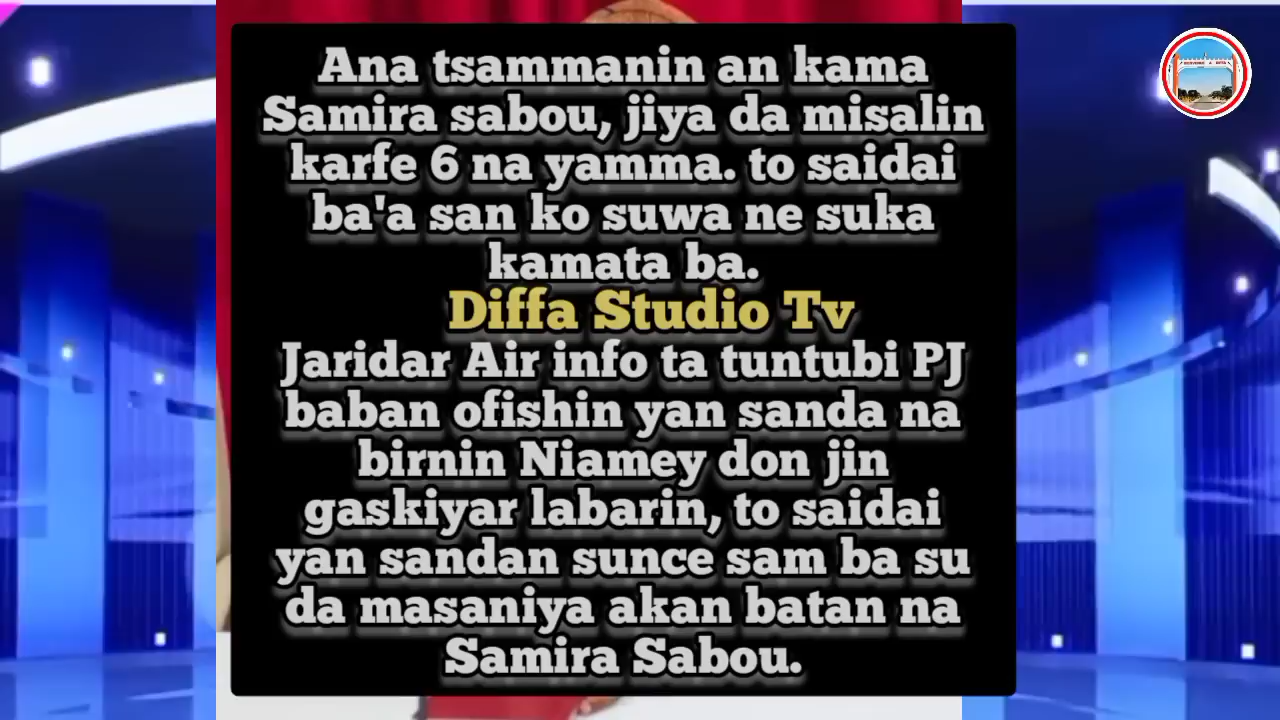 Ana tsammanin an kama
Samira sabou, jiya da misalin
karfe 6 na yamma. to saidai
ba'a san ko suwa ne suka
kamata ba.
Diffa Studio Tv
Jaridar Air info ta tuntubi PJ
baban ofishin yan sanda na
birnin Niamey don jin
gaskiyar labarin, to saidai
yan sandan sunce sam ba su
da masaniya akan batan na
Samira Sabou.